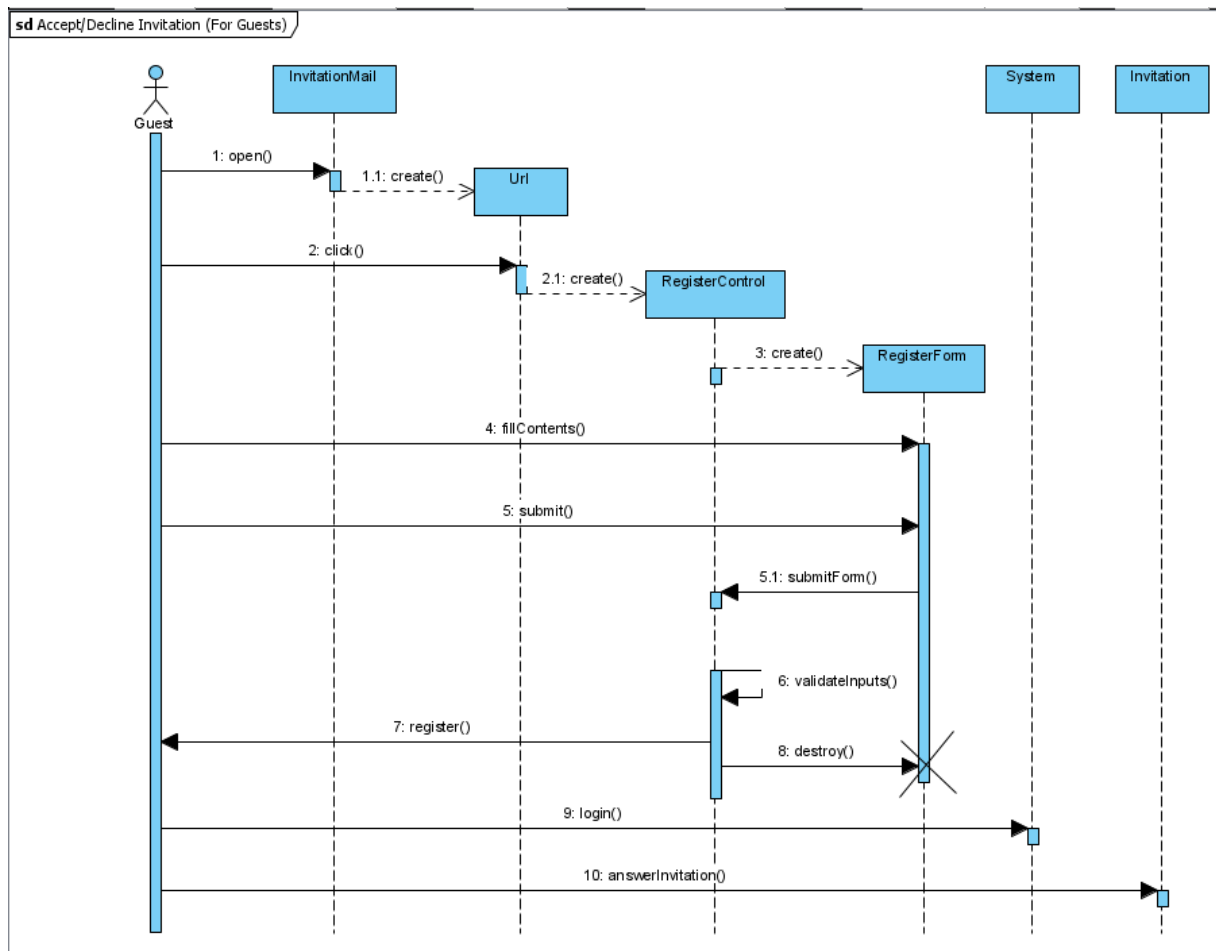 sd Accept/Decline Invitation (For Guests)
InvitationMail
System
Invitation
Guest
1: open()
1.1: create()
Url
2: click()
2.1: create()
RegisterControl
3: create()
RegisterForm
4: fillContents()
5: submit()
5.1: submitForm()
6: validateInputs()
7: register()
8: destroy()
9: login()
10: answerInvitation()